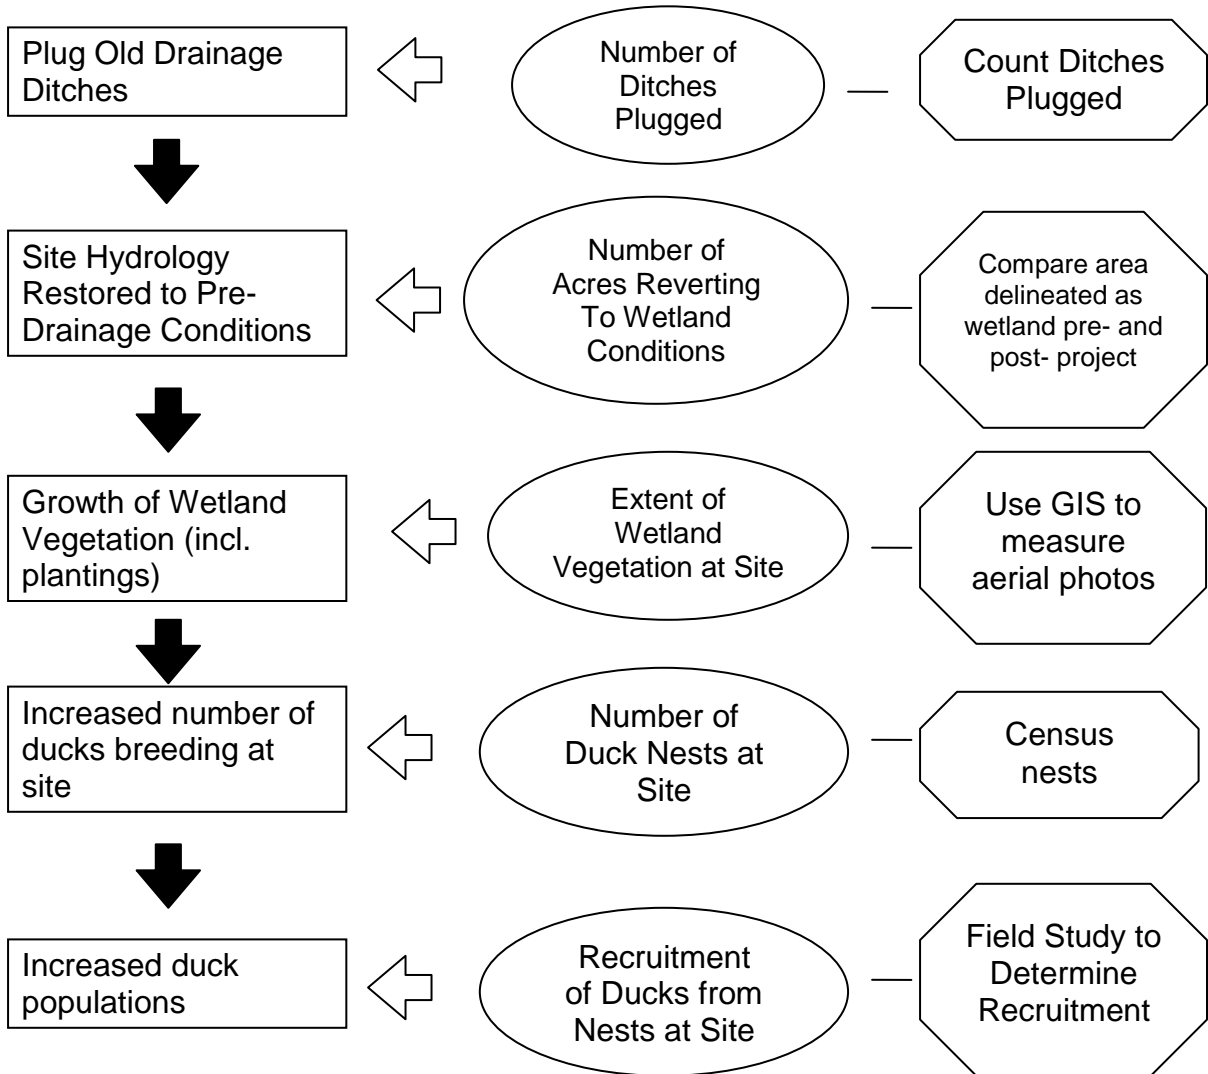 Plug Old Drainage
Ditches
Number of
Ditches
Plugged
Count Ditches
Plugged
Site Hydrology
Restored to Pre-
Drainage Conditions
Number of
Acres Reverting
To Wetland
Conditions
Compare area
delineated as
wetland pre- and
post- project
Growth of Wetland
Vegetation (incl.
plantings)
Extent of
Wetland
Vegetation at Site
Use GIS to
measure
aerial photos
Increased number of
ducks breeding at
site
Number of
Duck Nests at
Site
Census
nests
Increased duck
populations
Recruitment
of Ducks from
Nests at Site
Field Study to
Determine
Recruitment